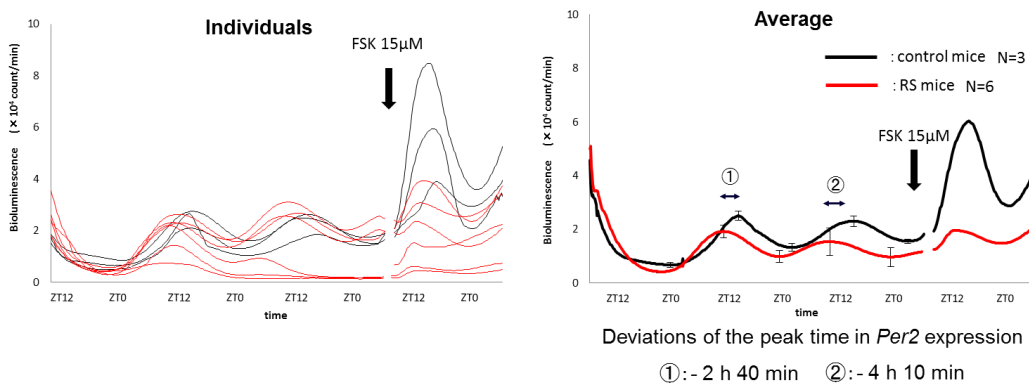 Individuals
FSK 15μM
Bioluminescence (×10⁴ count/min)
10
8
6
4
2
0
ZT12 ZT0 ZT12 ZT0 ZT12 ZT0 ZT12 ZT0
time
Average
: control mice N=3
: RS mice N=6
FSK 15μM
① ②
Bioluminescence (×10⁴ count/min)
10
8
6
4
2
0
ZT12 ZT0 ZT12 ZT0 ZT12 ZT0 ZT12 ZT0
time
Deviations of the peak time in Per2 expression
①:- 2 h 40 min ②:- 4 h 10 min